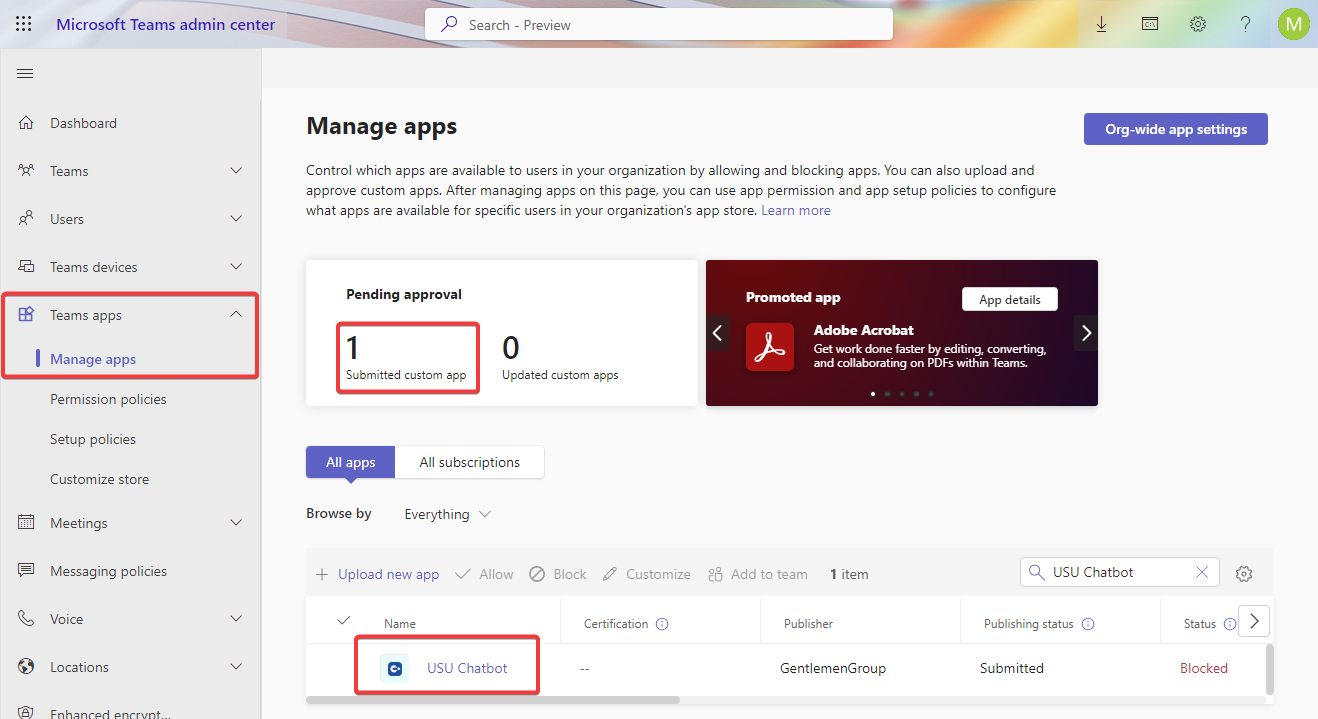 Microsoft Teams admin center
Search - Preview
?
M
Dashboard
Teams
Users
Teams devices
Teams apps
Manage apps
Permission policies
Setup policies
Customize store
Meetings
Messaging policies
Voice
Locations
Enhanced encrypt...
Manage apps
Org-wide app settings
Control which apps are available to users in your organization by allowing and blocking apps. You can also upload and
approve custom apps. After managing apps on this page, you can use app permission and app setup policies to configure
what apps are available for specific users in your organization's app store. Learn more
Pending approval
1
Submitted custom app
0
Updated custom apps
Promoted app
App details
Adobe Acrobat
Get work done faster by editing, converting,
and collaborating on PDFs within Teams.
All apps
All subscriptions
Browse by
Everything
Upload new app
Allow
Block
Customize
Add to team
1 item
USU Chatbot
Name
Certification
Publisher
Publishing status
Status
USU Chatbot
--
GentlemenGroup
Submitted
Blocked